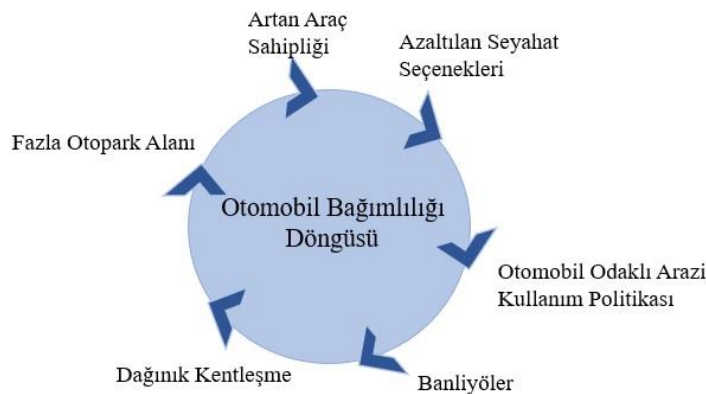 Artan Araç
Sahipliği
Azaltılan Seyahat
Seçenekleri
Fazla Otopark Alanı
Otomobil Bağımlılığı
Döngüsü
Otomobil Odaklı Arazi
Kullanım Politikası
Dağınık Kentleşme
Banliyöler